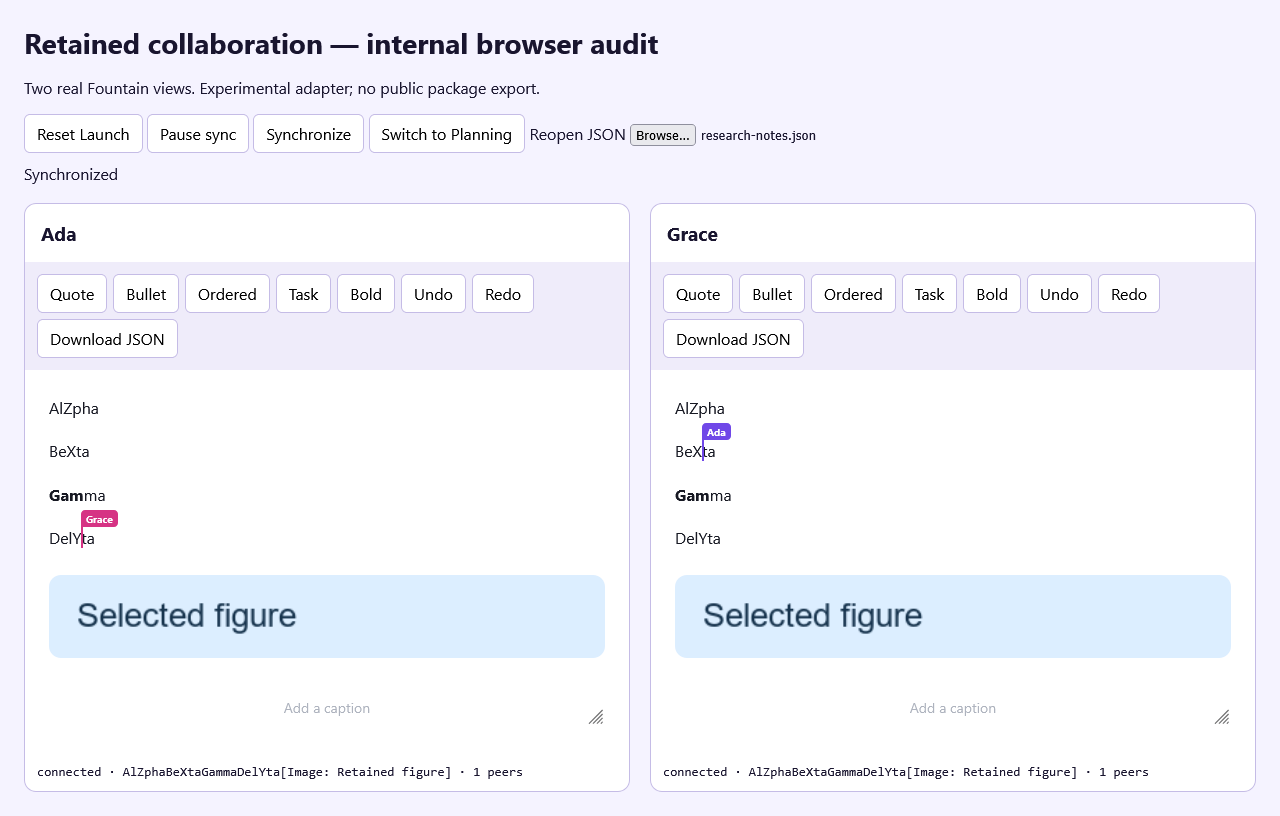 Retained collaboration — internal browser audit
Two real Fountain views. Experimental adapter; no public package export.
Reset Launch Pause sync Synchronize Switch to Planning Reopen JSON Browse... research-notes.json
Synchronized
Ada
Quote Bullet Ordered Task Bold Undo Redo
Download JSON
AlZpha
BeXta
Gamma
Grace
DelYta
Selected figure
Add a caption
connected · AlZphaBeXtaGammaDelYta[Image: Retained figure] · 1 peers
Grace
Quote Bullet Ordered Task Bold Undo Redo
Download JSON
AlZpha
Ada
BeXta
Gamma
DelYta
Selected figure
Add a caption
connected · AlZphaBeXtaGammaDelYta[Image: Retained figure] · 1 peers